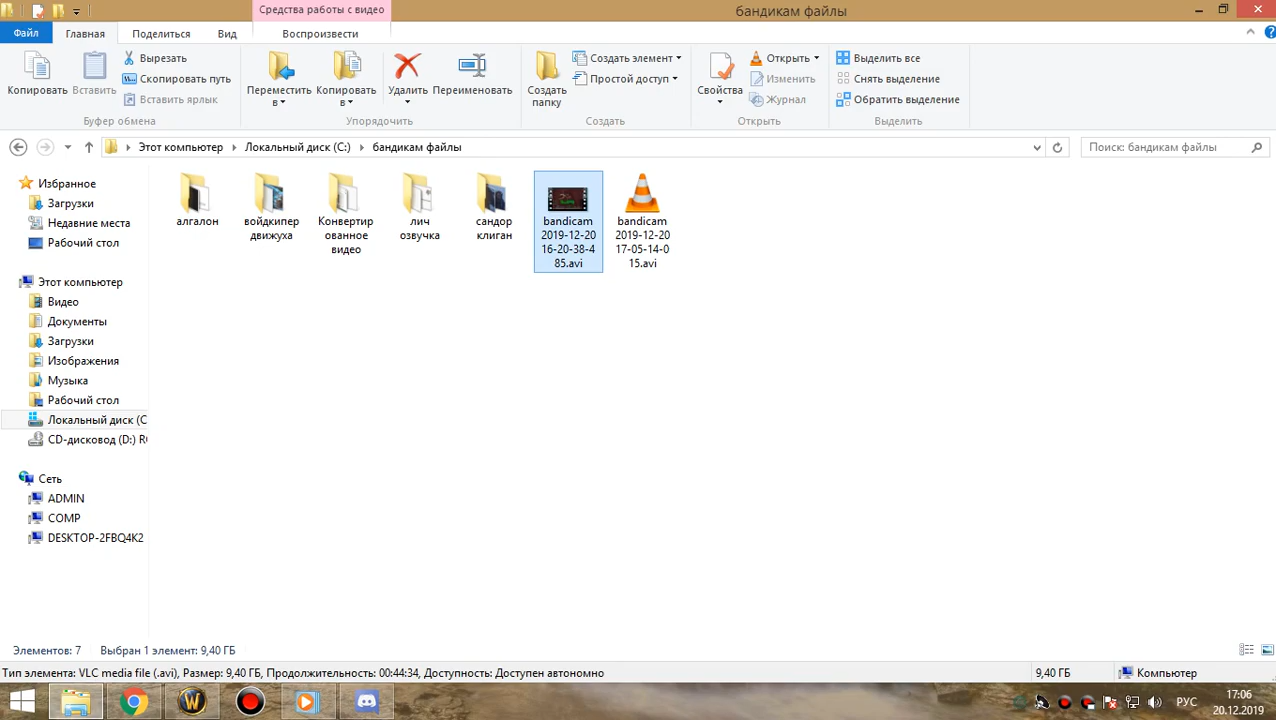 Средства работы с видео
бандикам файлы
Файл
Главная
Поделиться
Вид
Воспроизвести
Копировать
Вставить
Вырезать
Скопировать путь
Вставить ярлык
Буфер обмена
Переместить в
Копировать в
Удалить
Переименовать
Упорядочить
Создать папку
Создать элемент
Простой доступ
Создать
Свойства
Открыть
Изменить
Журнал
Открыть
Выделить все
Снять выделение
Обратить выделение
Выделить
Этот компьютер
Локальный диск (C:)
бандикам файлы
Поиск: бандикам файлы
Избранное
Загрузки
Недавние места
Рабочий стол
Этот компьютер
Видео
Документы
Загрузки
Изображения
Музыка
Рабочий стол
Локальный диск (C
CD-дисковод (D:) R
Сеть
ADMIN
COMP
DESKTOP-2FBQ4K2
алгалон
войдкипер
движуха
Конвертир
ованное
видео
лич
озвучка
сандор
клиган
bandicam
2019-12-20
16-20-38-4
85.avi
bandicam
2019-12-20
17-05-14-0
15.avi
Элементов: 7
Выбран 1 элемент: 9,40 ГБ
Тип элемента: VLC media file (.avi), Размер: 9,40 ГБ, Продолжительность: 00:44:34, Доступность: Доступен автономно
9,40 ГБ
Компьютер
РУС
17:06
20.12.2019